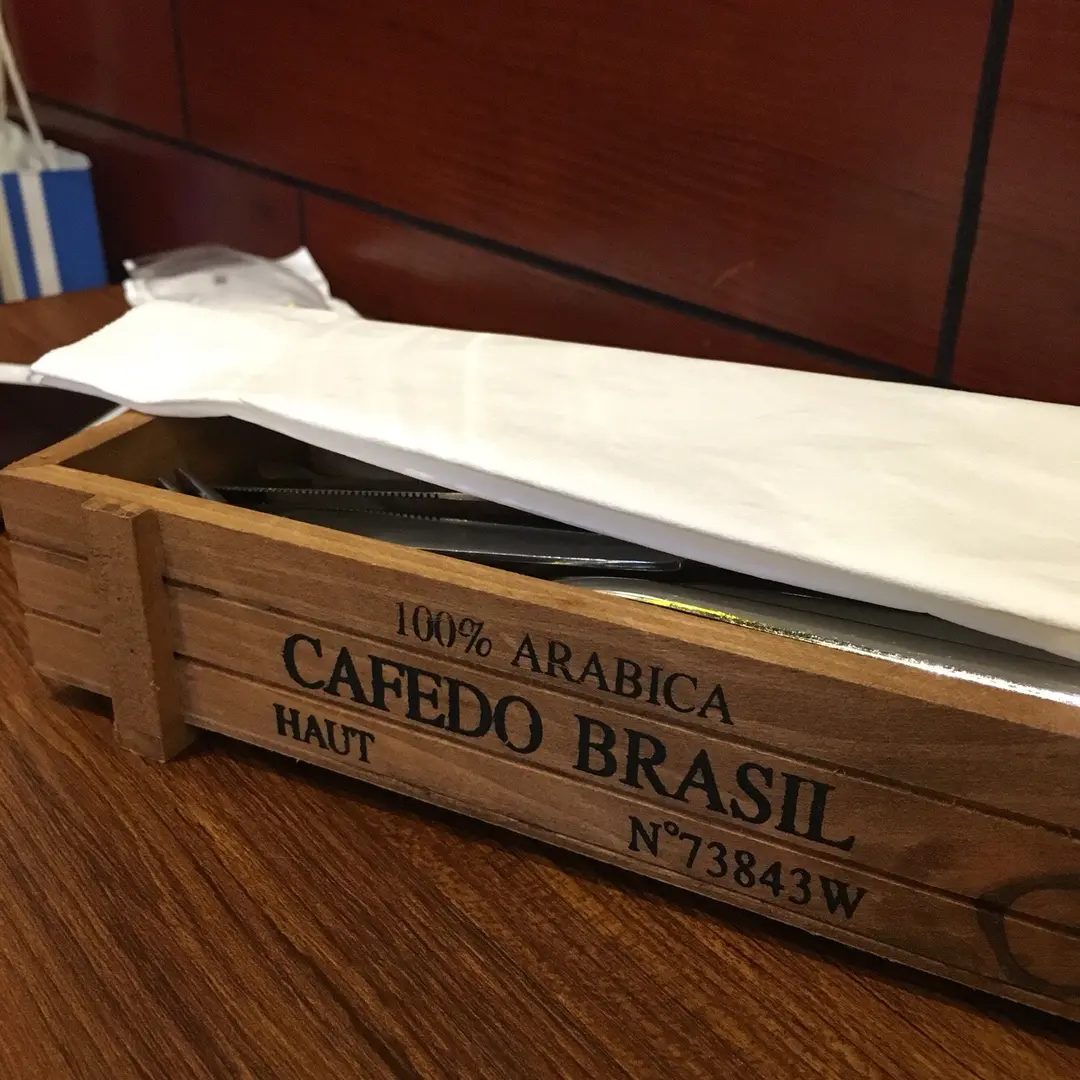 100% ARABICA
CAFEDO BRASIL
HAUT
N°73843W